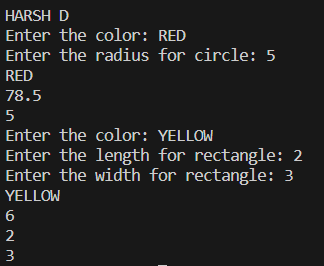 HARSH D
Enter the color: RED
Enter the radius for circle: 5
RED
78.5
5
Enter the color: YELLOW
Enter the length for rectangle: 2
Enter the width for rectangle: 3
YELLOW
6
2
3